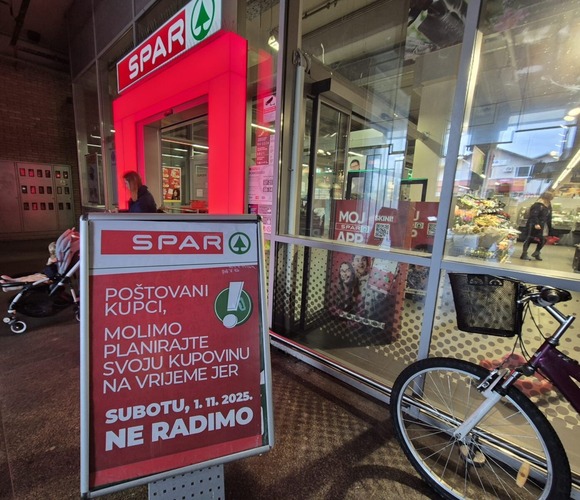 SPAR
SPAR
POŠTOVANI
KUPCI,
MOLIMO
PLANIRAJTE
SVOJU KUPOVINU
NA VRIJEME JER
SUBOTU, 1. 11. 2025.
NE RADIMO
MOJ
SPAR
APP